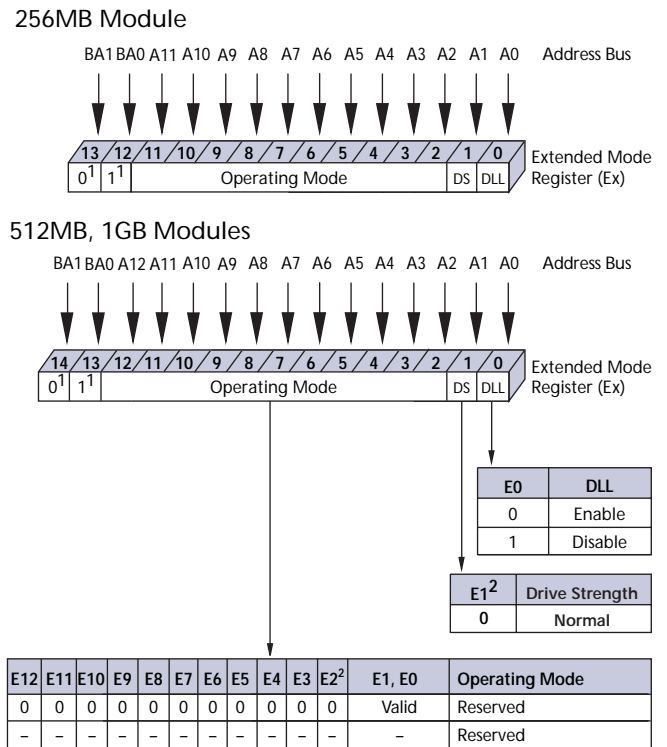 256MB Module
BA1 BA0 A11 A10 A9 A8 A7 A6 A5 A4 A3 A2 A1 A0 Address Bus
13 12 11 10 9 8 7 6 5 4 3 2 1 0 Extended Mode
0¹ 1¹ Operating Mode DS DLL Register (Ex)
512MB, 1GB Modules
BA1 BA0 A12 A11 A10 A9 A8 A7 A6 A5 A4 A3 A2 A1 A0 Address Bus
14 13 12 11 10 9 8 7 6 5 4 3 2 1 0 Extended Mode
0¹ 1¹ Operating Mode DS DLL Register (Ex)
E0 DLL
0 Enable
1 Disable
E1² Drive Strength
0 Normal
E12 E11 E10 E9 E8 E7 E6 E5 E4 E3 E2² E1, E0 Operating Mode
0 0 0 0 0 0 0 0 0 0 0 Valid Reserved
– – – – – – – – – – – – Reserved